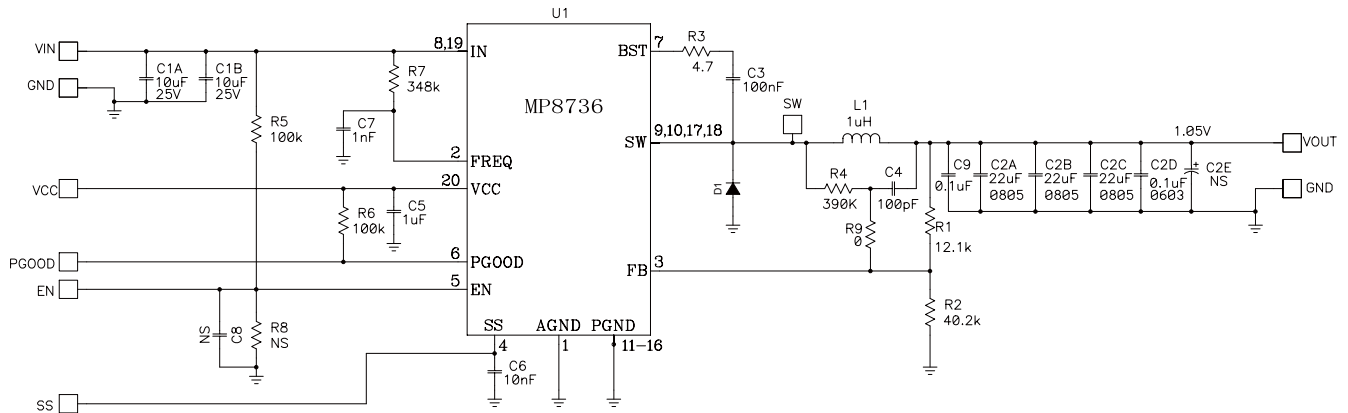 U1
VIN
GND
C1A
10uF
25V
C1B
10uF
25V
R7
348k
C7
1nF
R5
100k
8,19
IN
7
BST
MP8736
R3
4.7
C3
100nF
SW
L1
1uH
9,10,17,18
SW
2
FREQ
20
VCC
VCC
D1
R4
390K
C4
100pF
R9
0
C9
0.1uF
C2A
22uF
0805
C2B
22uF
0805
C2C
22uF
0805
C2D
0.1uF
0603
C2E
NS
+
1.05V
VOUT
GND
R6
100k
C5
1uF
R1
12.1k
PGOOD
6
PGOOD
3
FB
EN
5
EN
NS
C8
R8
NS
R2
40.2k
SS
AGND
PGND
4
1
11-16
C6
10nF
SS